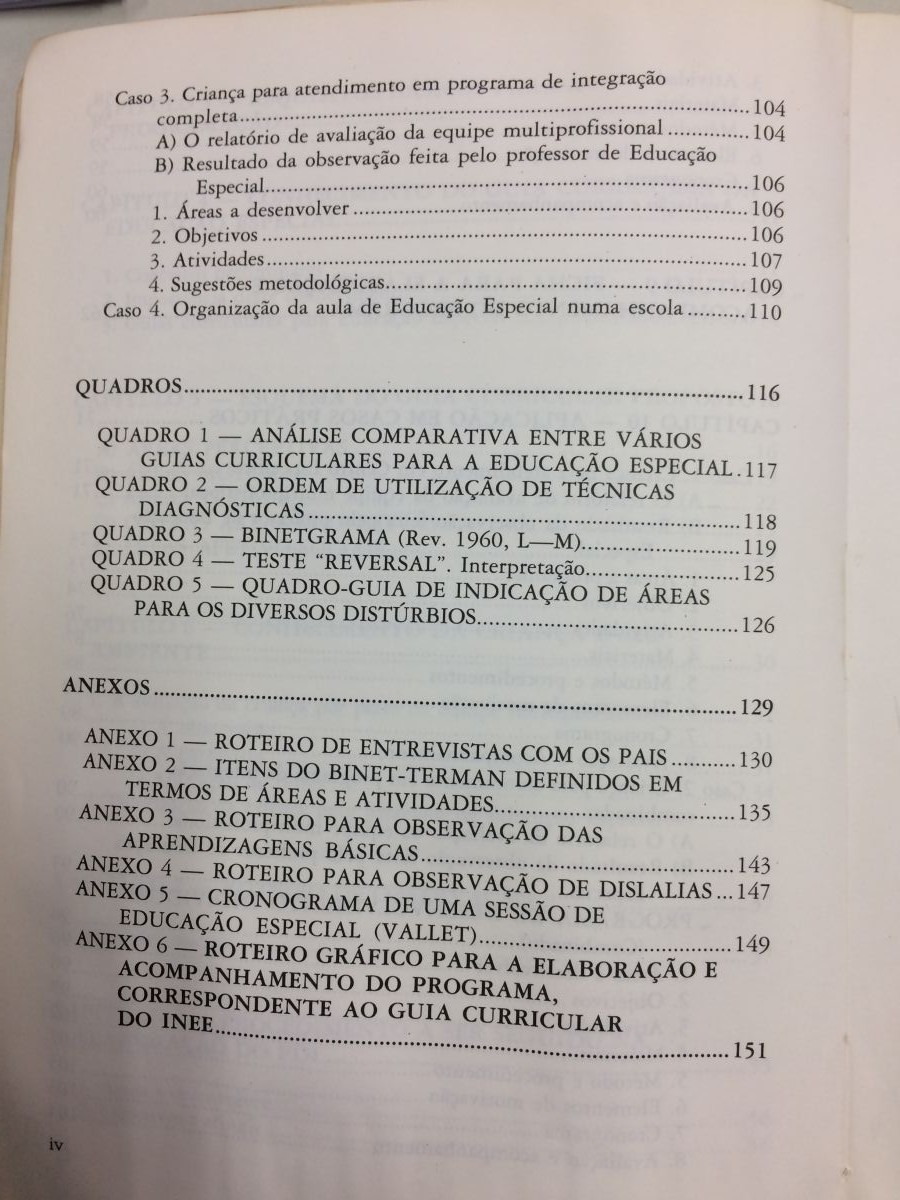 Caso 3. Criança para atendimento em programa de integração
completa..........104
A) O relatório de avaliação da equipe multiprofissional..........104
B) Resultado da observação feita pelo professor de Educação
Especial..........106
1. Áreas a desenvolver..........106
2. Objetivos..........106
3. Atividades..........107
4. Sugestões metodológicas..........109
Caso 4. Organização da aula de Educação Especial numa escola..........110
QUADROS..........116
QUADRO 1 — ANÁLISE COMPARATIVA ENTRE VÁRIOS
GUIAS CURRICULARES PARA A EDUCAÇÃO ESPECIAL.117
QUADRO 2 — ORDEM DE UTILIZAÇÃO DE TÉCNICAS
DIAGNÓSTICAS..........118
QUADRO 3 — BINETGRAMA (Rev. 1960, L—M)..........119
QUADRO 4 — TESTE “REVERSAL”. Interpretação..........125
QUADRO 5 — QUADRO-GUIA DE INDICAÇÃO DE ÁREAS
PARA OS DIVERSOS DISTÚRBIOS..........126
ANEXOS..........129
ANEXO 1 — ROTEIRO DE ENTREVISTAS COM OS PAIS..........130
ANEXO 2 — ITENS DO BINET-TERMAN DEFINIDOS EM
TERMOS DE ÁREAS E ATIVIDADES..........135
ANEXO 3 — ROTEIRO PARA OBSERVAÇÃO DAS
APRENDIZAGENS BÁSICAS..........143
ANEXO 4 — ROTEIRO PARA OBSERVAÇÃO DE DISLALIAS...147
ANEXO 5 — CRONOGRAMA DE UMA SESSÃO DE
EDUCAÇÃO ESPECIAL (VALLET)..........149
ANEXO 6 — ROTEIRO GRÁFICO PARA A ELABORAÇÃO E
ACOMPANHAMENTO DO PROGRAMA,
CORRESPONDENTE AO GUIA CURRICULAR
DO INEE..........151
iv